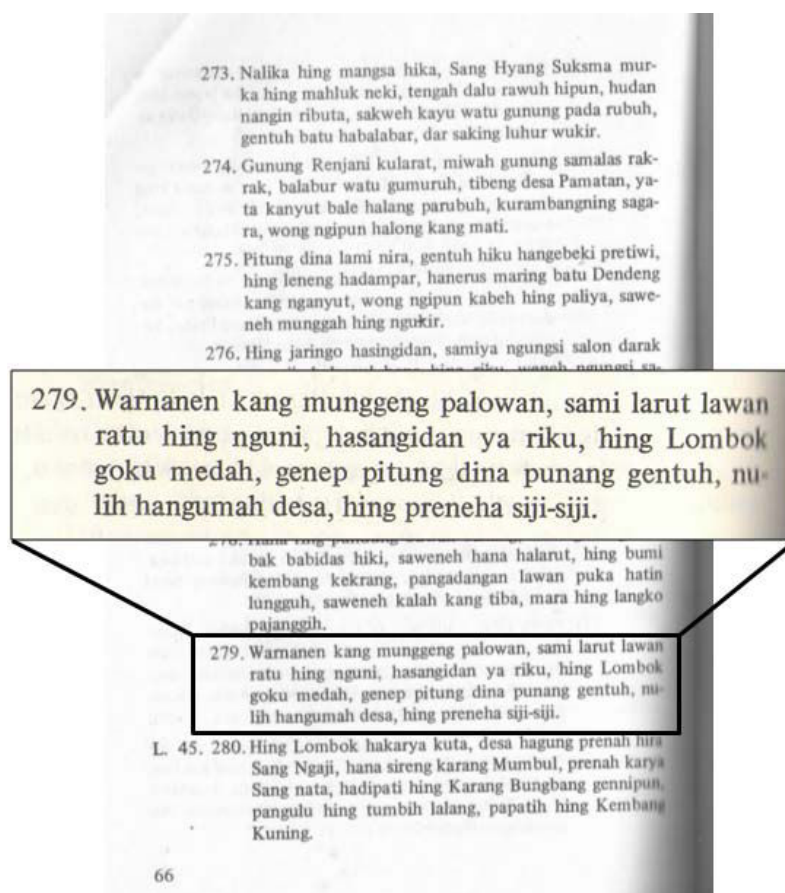 273. Nalika hing mangsa hika, Sang Hyang Suksma mur-
ka hing mahluk neki, tengah dalu rawuh hipun, hudan
nangin ributa, sakweh kayu watu gunung pada rubuh,
gentuh batu habalabar, dar saking luhur wukir.
274. Gunung Renjani kularat, miwah gunung samalas rak-
rak, balabur watu gumuruh, tibeng desa Pamatan, ya-
ta kanyut bale halang parubuh, kurambangning saga-
ra, wong ngipun halong kang mati.
275. Pitung dina lami nira, gentuh hiku hangebeki pretiwi,
hing leneng hadampar, hanerus maring batu Dendeng
kang nganyut, wong ngipun kabeh hing paliya, sawe-
neh munggah hing ngukir.
276. Hing jaringo hasingidan, samiya ngungsi salon darak
279. Warnanen kang munggeng palowan, sami larut lawan
ratu hing nguni, hasangidan ya riku, hing Lombok
goku medah, genep pitung dina punang gentuh, nu-
lih hangumah desa, hing preneha siji-siji.
bak babidas hiki, saweneh hana halarut, hing bumi
kembang kekrang, pangadangan lawan puka hatin
lungguh, saweneh kalah kang tiba, mara hing langko
pajanggih.
279. Warnanen kang munggeng palowan, sami larut lawan
ratu hing nguni, hasangidan ya riku, hing Lombok
goku medah, genep pitung dina punang gentuh, nu-
lih hangumah desa, hing preneha siji-siji.
L. 45. 280. Hing Lombok hakarya kuta, desa hagung prenah hira
Sang Ngaji, hana sireng karang Mumbul, prenah karya
Sang nata, hadipati hing Karang Bungbang gennipun,
pangulu hing tumbih lalang, papatih hing Kembang
Kuning.
66